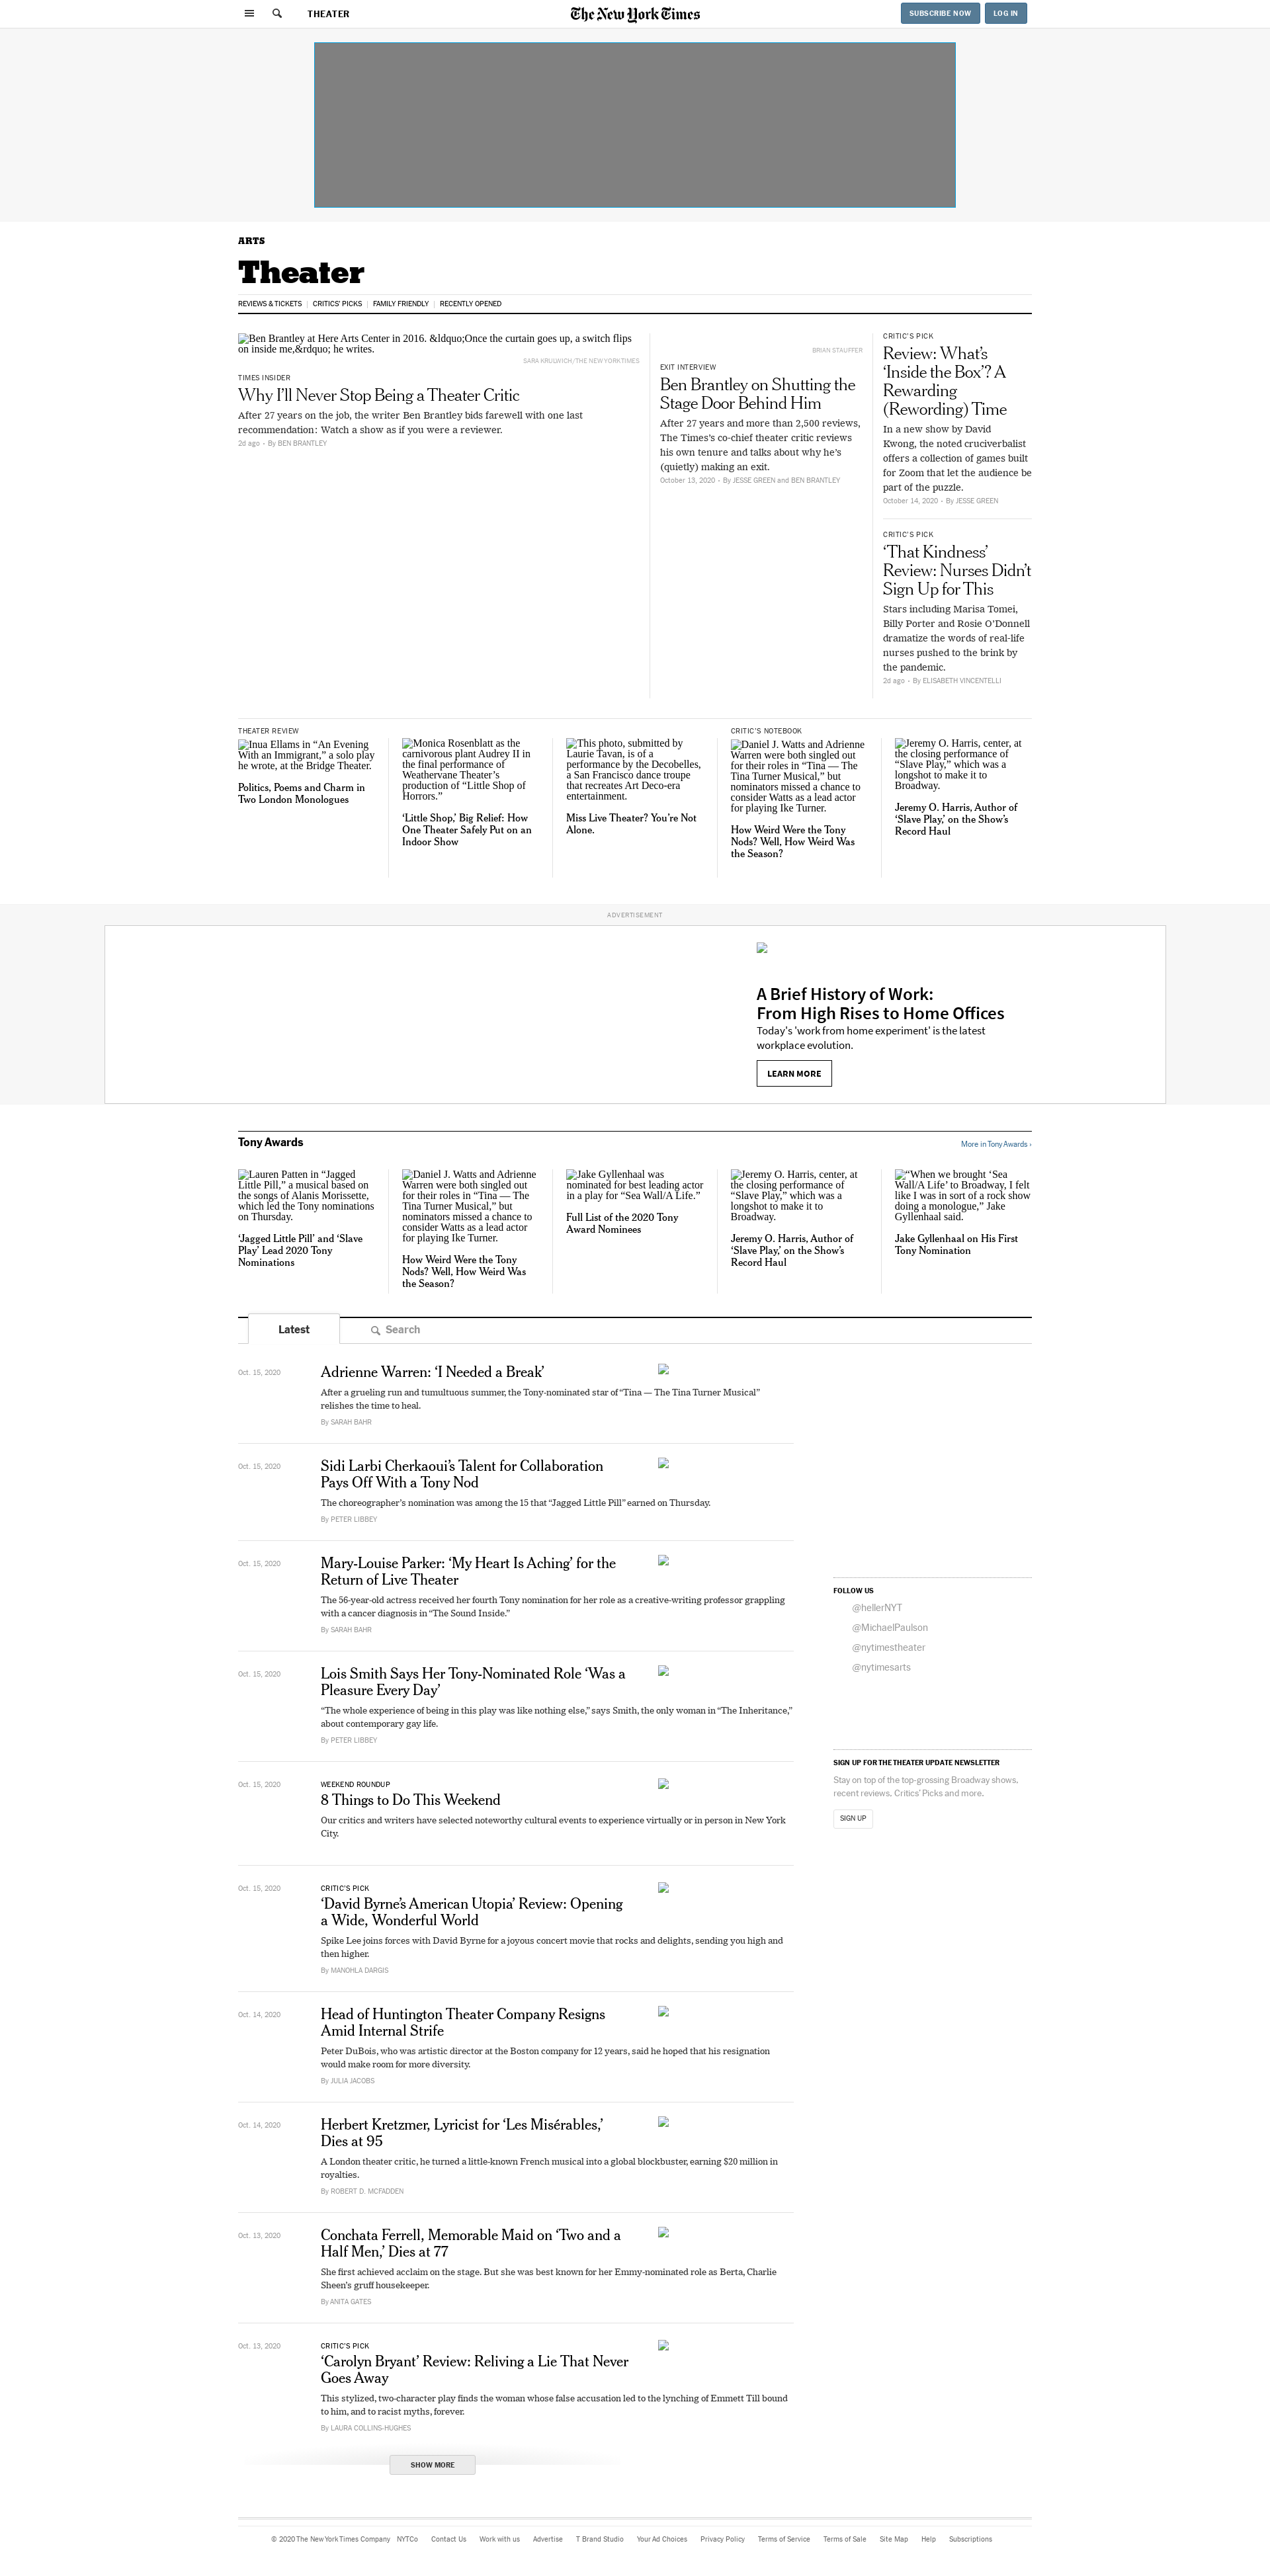 THEATER
The New York Times
SUBSCRIBE NOW
LOG IN
ARTS
Theater
REVIEWS & TICKETS | CRITICS' PICKS | FAMILY FRIENDLY | RECENTLY OPENED
Ben Brantley at Here Arts Center in 2016. &ldquo;Once the curtain goes up, a switch flips
on inside me,&rdquo; he writes.
SARA KRULWICH/THE NEW YORK TIMES
TIMES INSIDER
Why I’ll Never Stop Being a Theater Critic
After 27 years on the job, the writer Ben Brantley bids farewell with one last
recommendation: Watch a show as if you were a reviewer.
2d ago - By BEN BRANTLEY
BRIAN STAUFFER
EXIT INTERVIEW
Ben Brantley on Shutting the
Stage Door Behind Him
After 27 years and more than 2,500 reviews,
The Times’s co-chief theater critic reviews
his own tenure and talks about why he’s
(quietly) making an exit.
October 13, 2020 - By JESSE GREEN and BEN BRANTLEY
CRITIC’S PICK
Review: What’s
‘Inside the Box’? A
Rewarding
(Rewording) Time
In a new show by David
Kwong, the noted cruciverbalist
offers a collection of games built
for Zoom that let the audience be
part of the puzzle.
October 14, 2020 - By JESSE GREEN
CRITIC’S PICK
‘That Kindness’
Review: Nurses Didn’t
Sign Up for This
Stars including Marisa Tomei,
Billy Porter and Rosie O’Donnell
dramatize the words of real-life
nurses pushed to the brink by
the pandemic.
2d ago - By ELISABETH VINCENTELLI
THEATER REVIEW
Inua Ellams in “An Evening
With an Immigrant,” a solo play
he wrote, at the Bridge Theater.
Politics, Poems and Charm in
Two London Monologues
Monica Rosenblatt as the
carnivorous plant Audrey II in
the final performance of
Weathervane Theater’s
production of “Little Shop of
Horrors.”
‘Little Shop,’ Big Relief: How
One Theater Safely Put on an
Indoor Show
This photo, submitted by
Laurie Tavan, is of a
performance by the Decobelles,
a San Francisco dance troupe
that recreates Art Deco-era
entertainment.
Miss Live Theater? You’re Not
Alone.
CRITIC’S NOTEBOOK
Daniel J. Watts and Adrienne
Warren were both singled out
for their roles in “Tina — The
Tina Turner Musical,” but
nominators missed a chance to
consider Watts as a lead actor
for playing Ike Turner.
How Weird Were the Tony
Nods? Well, How Weird Was
the Season?
Jeremy O. Harris, center, at
the closing performance of
“Slave Play,” which was a
longshot to make it to
Broadway.
Jeremy O. Harris, Author of
‘Slave Play,’ on the Show’s
Record Haul
ADVERTISEMENT
A Brief History of Work:
From High Rises to Home Offices
Today's 'work from home experiment' is the latest
workplace evolution.
LEARN MORE
Tony Awards
More in Tony Awards ›
Lauren Patten in “Jagged
Little Pill,” a musical based on
the songs of Alanis Morissette,
which led the Tony nominations
on Thursday.
‘Jagged Little Pill’ and ‘Slave
Play’ Lead 2020 Tony
Nominations
Daniel J. Watts and Adrienne
Warren were both singled out
for their roles in “Tina — The
Tina Turner Musical,” but
nominators missed a chance to
consider Watts as a lead actor
for playing Ike Turner.
How Weird Were the Tony
Nods? Well, How Weird Was
the Season?
Jake Gyllenhaal was
nominated for best leading actor
in a play for “Sea Wall/A Life.”
Full List of the 2020 Tony
Award Nominees
Jeremy O. Harris, center, at
the closing performance of
“Slave Play,” which was a
longshot to make it to
Broadway.
Jeremy O. Harris, Author of
‘Slave Play,’ on the Show’s
Record Haul
“When we brought ‘Sea
Wall/A Life’ to Broadway, I felt
like I was in sort of a rock show
doing a monologue,” Jake
Gyllenhaal said.
Jake Gyllenhaal on His First
Tony Nomination
Latest
Search
Oct. 15, 2020
Adrienne Warren: ‘I Needed a Break’
After a grueling run and tumultuous summer, the Tony-nominated star of “Tina — The Tina Turner Musical”
relishes the time to heal.
By SARAH BAHR
Oct. 15, 2020
Sidi Larbi Cherkaoui’s Talent for Collaboration
Pays Off With a Tony Nod
The choreographer’s nomination was among the 15 that “Jagged Little Pill” earned on Thursday.
By PETER LIBBEY
Oct. 15, 2020
Mary-Louise Parker: ‘My Heart Is Aching’ for the
Return of Live Theater
The 56-year-old actress received her fourth Tony nomination for her role as a creative-writing professor grappling
with a cancer diagnosis in “The Sound Inside.”
By SARAH BAHR
Oct. 15, 2020
Lois Smith Says Her Tony-Nominated Role ‘Was a
Pleasure Every Day’
“The whole experience of being in this play was like nothing else,” says Smith, the only woman in “The Inheritance,”
about contemporary gay life.
By PETER LIBBEY
Oct. 15, 2020
WEEKEND ROUNDUP
8 Things to Do This Weekend
Our critics and writers have selected noteworthy cultural events to experience virtually or in person in New York
City.
Oct. 15, 2020
CRITIC’S PICK
‘David Byrne’s American Utopia’ Review: Opening
a Wide, Wonderful World
Spike Lee joins forces with David Byrne for a joyous concert movie that rocks and delights, sending you high and
then higher.
By MANOHLA DARGIS
Oct. 14, 2020
Head of Huntington Theater Company Resigns
Amid Internal Strife
Peter DuBois, who was artistic director at the Boston company for 12 years, said he hoped that his resignation
would make room for more diversity.
By JULIA JACOBS
Oct. 14, 2020
Herbert Kretzmer, Lyricist for ‘Les Misérables,’
Dies at 95
A London theater critic, he turned a little-known French musical into a global blockbuster, earning $20 million in
royalties.
By ROBERT D. MCFADDEN
Oct. 13, 2020
Conchata Ferrell, Memorable Maid on ‘Two and a
Half Men,’ Dies at 77
She first achieved acclaim on the stage. But she was best known for her Emmy-nominated role as Berta, Charlie
Sheen’s gruff housekeeper.
By ANITA GATES
Oct. 13, 2020
CRITIC’S PICK
‘Carolyn Bryant’ Review: Reliving a Lie That Never
Goes Away
This stylized, two-character play finds the woman whose false accusation led to the lynching of Emmett Till bound
to him, and to racist myths, forever.
By LAURA COLLINS-HUGHES
SHOW MORE
FOLLOW US
@hellerNYT
@MichaelPaulson
@nytimestheater
@nytimesarts
SIGN UP FOR THE THEATER UPDATE NEWSLETTER
Stay on top of the top-grossing Broadway shows,
recent reviews, Critics’ Picks and more.
SIGN UP
© 2020 The New York Times Company NYTCo Contact Us Work with us Advertise T Brand Studio Your Ad Choices Privacy Policy Terms of Service Terms of Sale Site Map Help Subscriptions